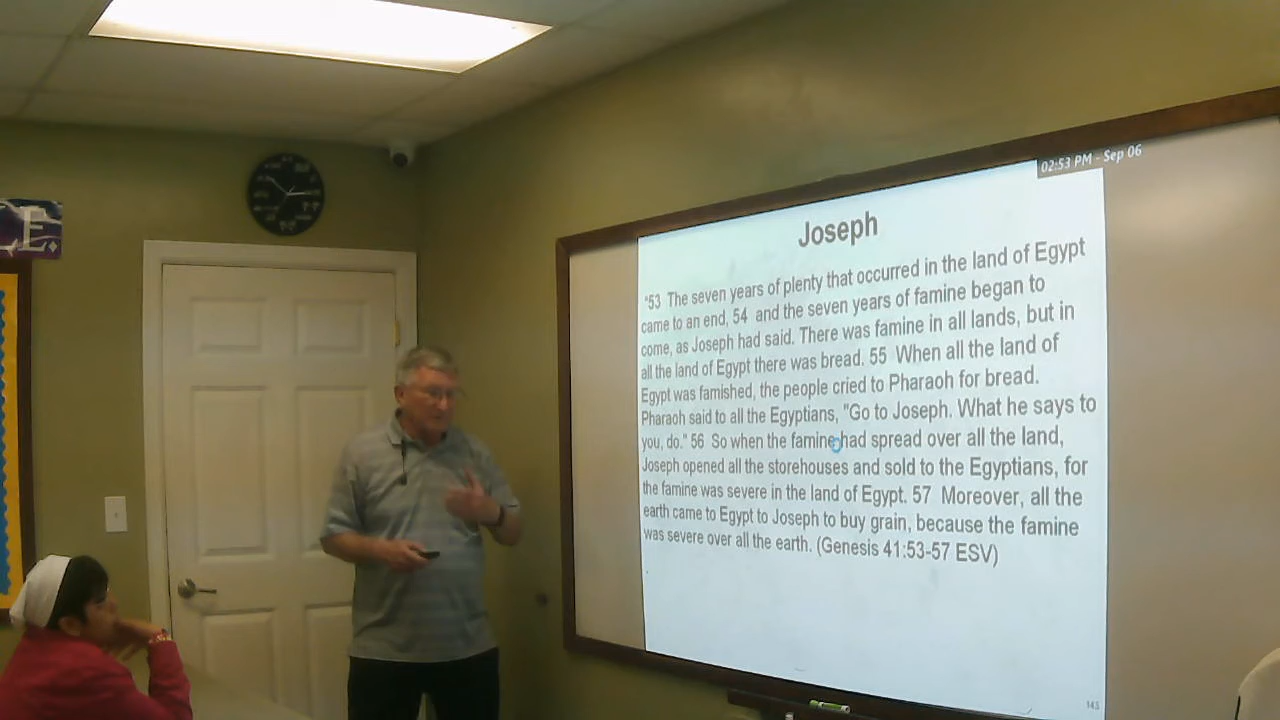 02:53 PM - Sep 06
E.
Joseph
"53 The seven years of plenty that occurred in the land of Egypt
came to an end, 54 and the seven years of famine began to
come, as Joseph had said. There was famine in all lands, but in
all the land of Egypt there was bread. 55 When all the land of
Egypt was famished, the people cried to Pharaoh for bread.
Pharaoh said to all the Egyptians, "Go to Joseph. What he says to
you, do." 56 So when the famine had spread over all the land,
Joseph opened all the storehouses and sold to the Egyptians, for
the famine was severe in the land of Egypt. 57 Moreover, all the
earth came to Egypt to Joseph to buy grain, because the famine
was severe over all the earth. (Genesis 41:53-57 ESV)